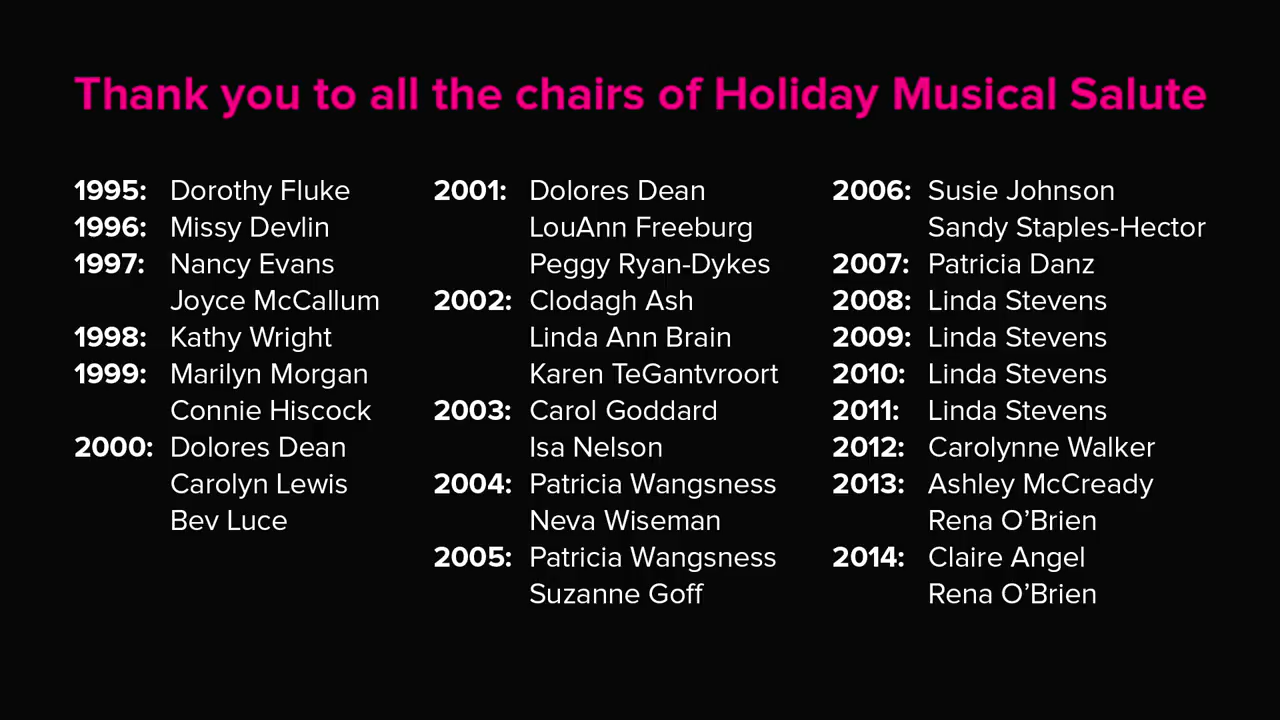 Thank you to all the chairs of Holiday Musical Salute
1995: Dorothy Fluke
1996: Missy Devlin
1997: Nancy Evans
Joyce McCallum
1998: Kathy Wright
1999: Marilyn Morgan
Connie Hiscock
2000: Dolores Dean
Carolyn Lewis
Bev Luce
2001: Dolores Dean
LouAnn Freeburg
Peggy Ryan-Dykes
2002: Clodagh Ash
Linda Ann Brain
Karen TeGantvroort
2003: Carol Goddard
Isa Nelson
2004: Patricia Wangsness
Neva Wiseman
2005: Patricia Wangsness
Suzanne Goff
2006: Susie Johnson
Sandy Staples-Hector
2007: Patricia Danz
2008: Linda Stevens
2009: Linda Stevens
2010: Linda Stevens
2011: Linda Stevens
2012: Carolynne Walker
2013: Ashley McCready
Rena O’Brien
2014: Claire Angel
Rena O’Brien